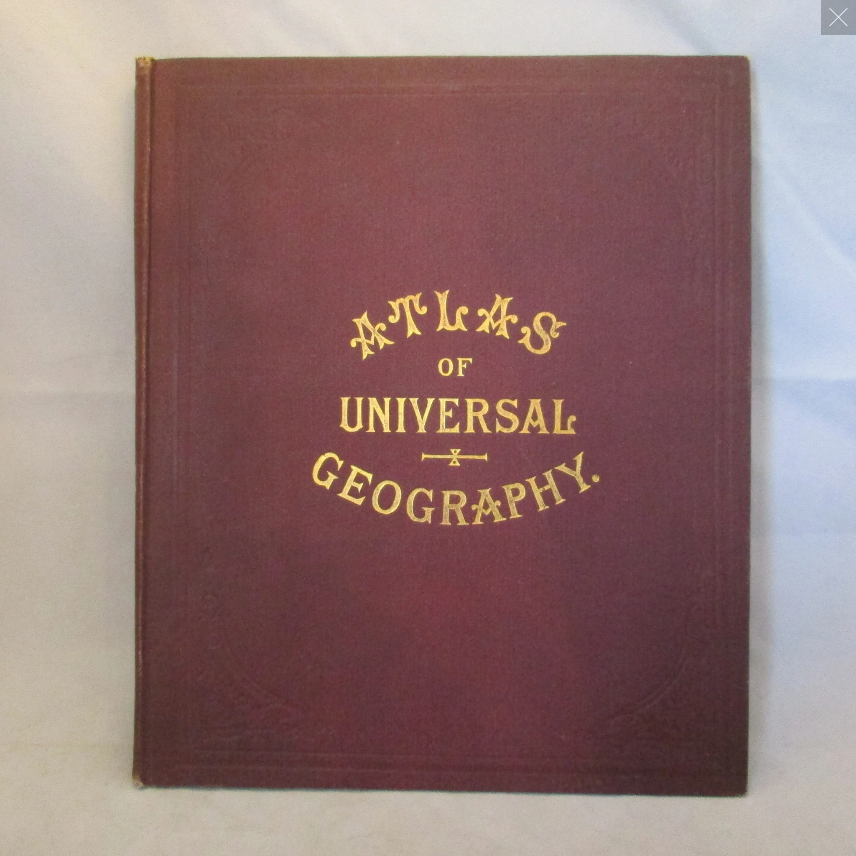 ATLAS
OF
UNIVERSAL
GEOGRAPHY.